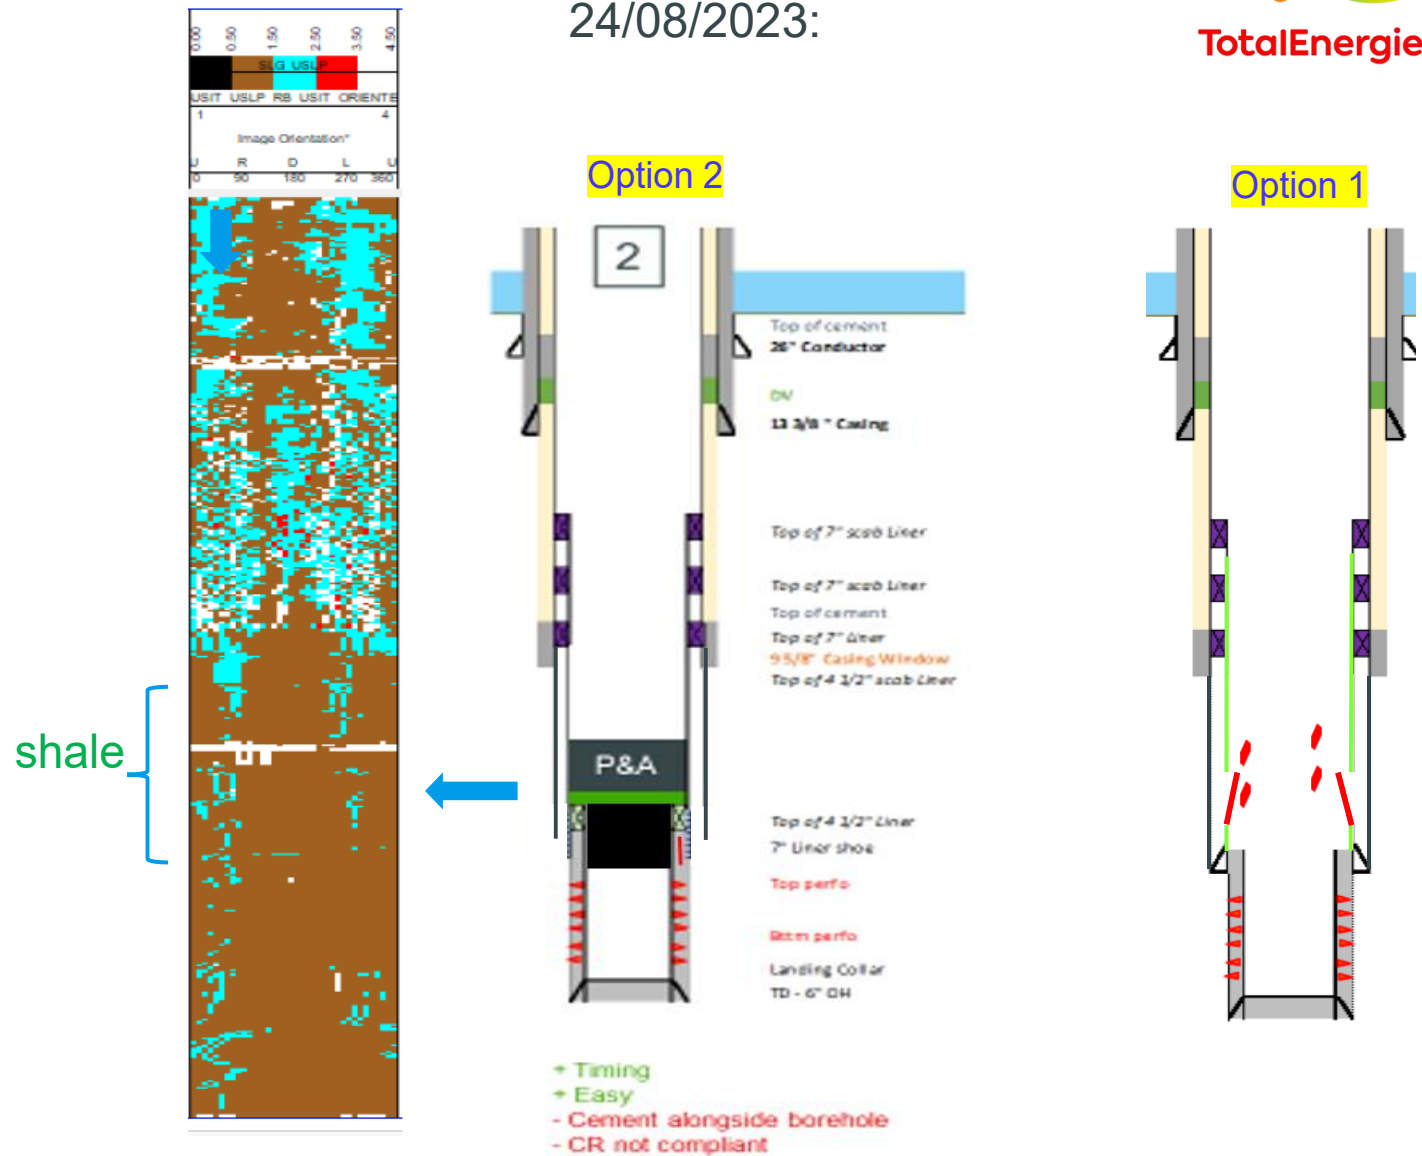 24/08/2023:
TotalEnergie
0.00 0.50 1.50 2.50 3.50 4.50
SLG USLP
USIT USLP RB USIT ORIENTE
1 4
Image Orientation*
U R D L U
0 90 180 270 360
Option 2
Option 1
2
Top of cement
26" Conductor
DV
13 3/8 " Casing
Top of 7" scab Liner
Top of 7" scab Liner
Top of cement
Top of 7" Liner
9 5/8" Casing Window
Top of 4 1/2" scab Liner
shale
P&A
Top of 4 1/2" Liner
7" Liner shoe
Top perfo
Bttm perfo
Landing Collar
TD - 6" OH
+ Timing
+ Easy
- Cement alongside borehole
- CR not compliant